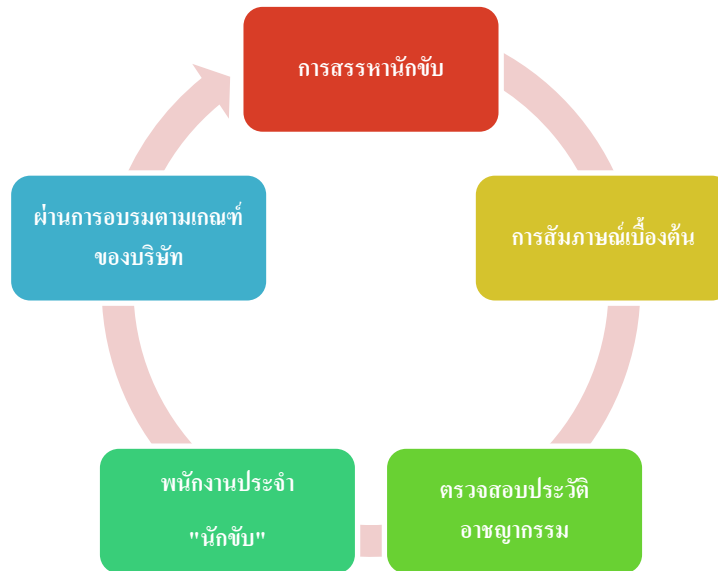 การสรรหานักขับ
การสัมภาษณ์เบื้องต้น
ตรวจสอบประวัติ
อาชญากรรม
พนักงานประจำ
"นักขับ"
ผ่านการอบรมตามเกณฑ์
ของบริษัท